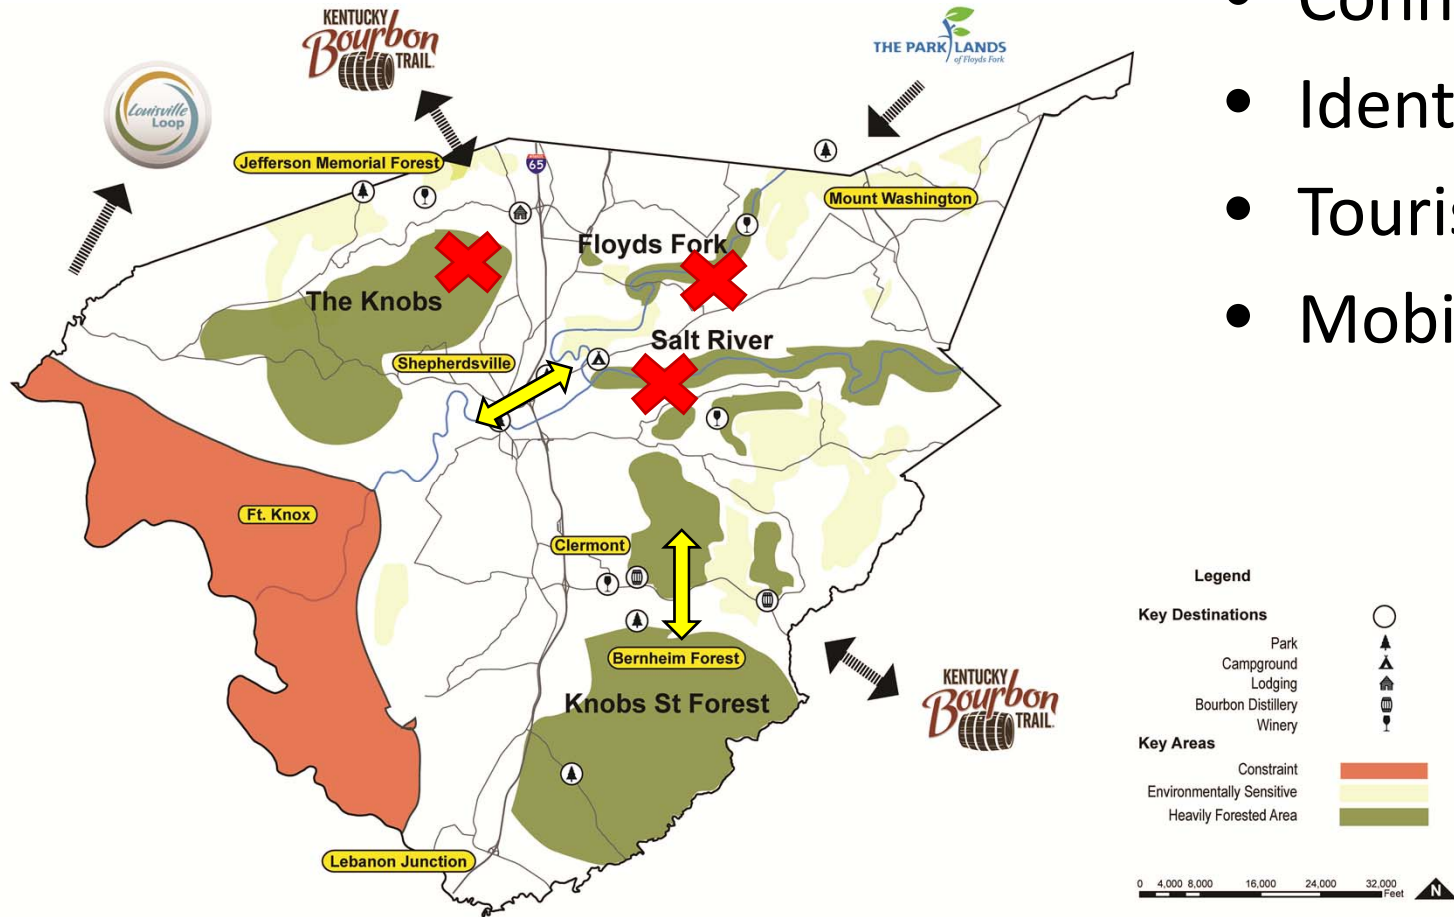 KENTUCKY
Bourbon
TRAIL
THE PARKLANDS
of Floyds Fork
Louisville
Loop
Jefferson Memorial Forest
65
Mount Washington
Floyds Fork
The Knobs
Salt River
Shepherdsville
Ft. Knox
Clermont
Bernheim Forest
Knobs St Forest
KENTUCKY
Bourbon
TRAIL
Lebanon Junction
•
• Ident
• Touris
• Mobi
Legend
Key Destinations
Park
Campground
Lodging
Bourbon Distillery
Winery
Key Areas
Constraint
Environmentally Sensitive
Heavily Forested Area
0 4,000 8,000 16,000 24,000 32,000
Feet
N